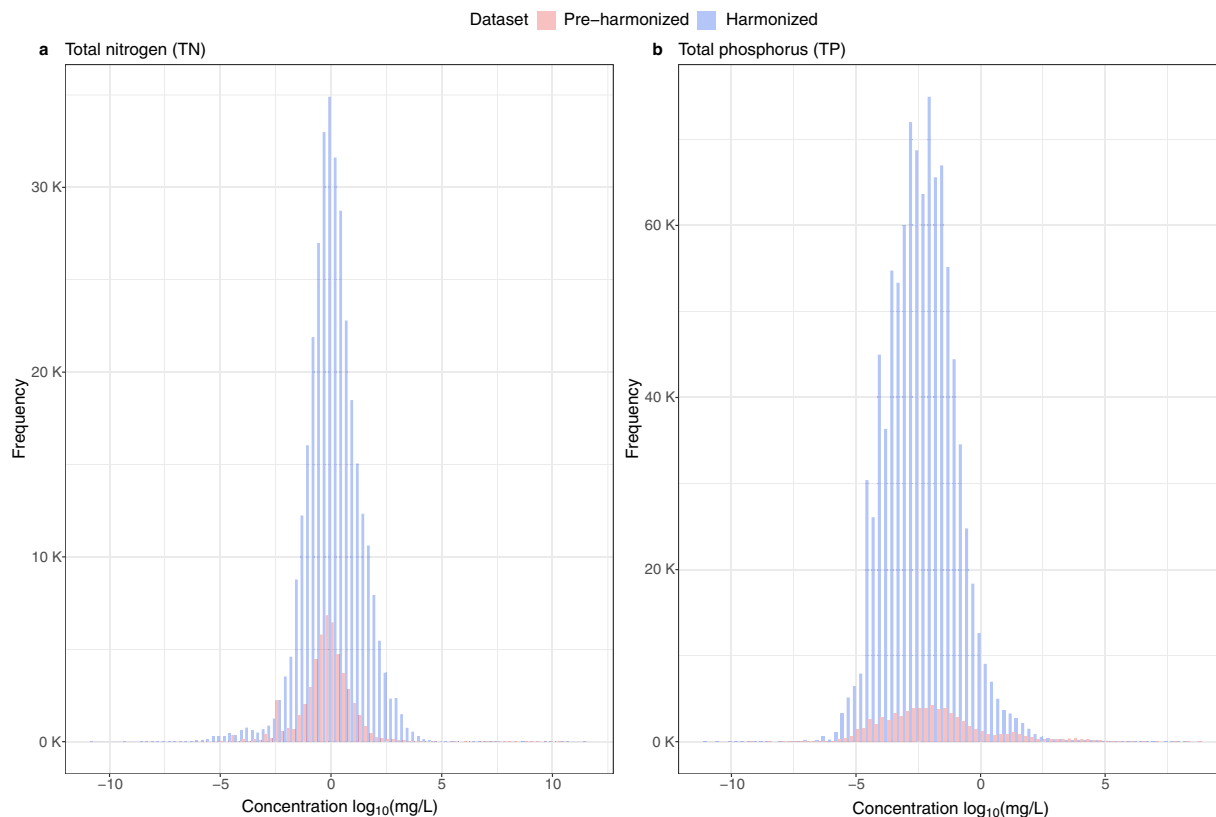 Dataset Pre-harmonized Harmonized
a Total nitrogen (TN)
b Total phosphorus (TP)
Frequency
30 K
20 K
10 K
0 K
−10 −5 0 5 10
Concentration log10(mg/L)
Frequency
60 K
40 K
20 K
0 K
−10 −5 0 5
Concentration log10(mg/L)